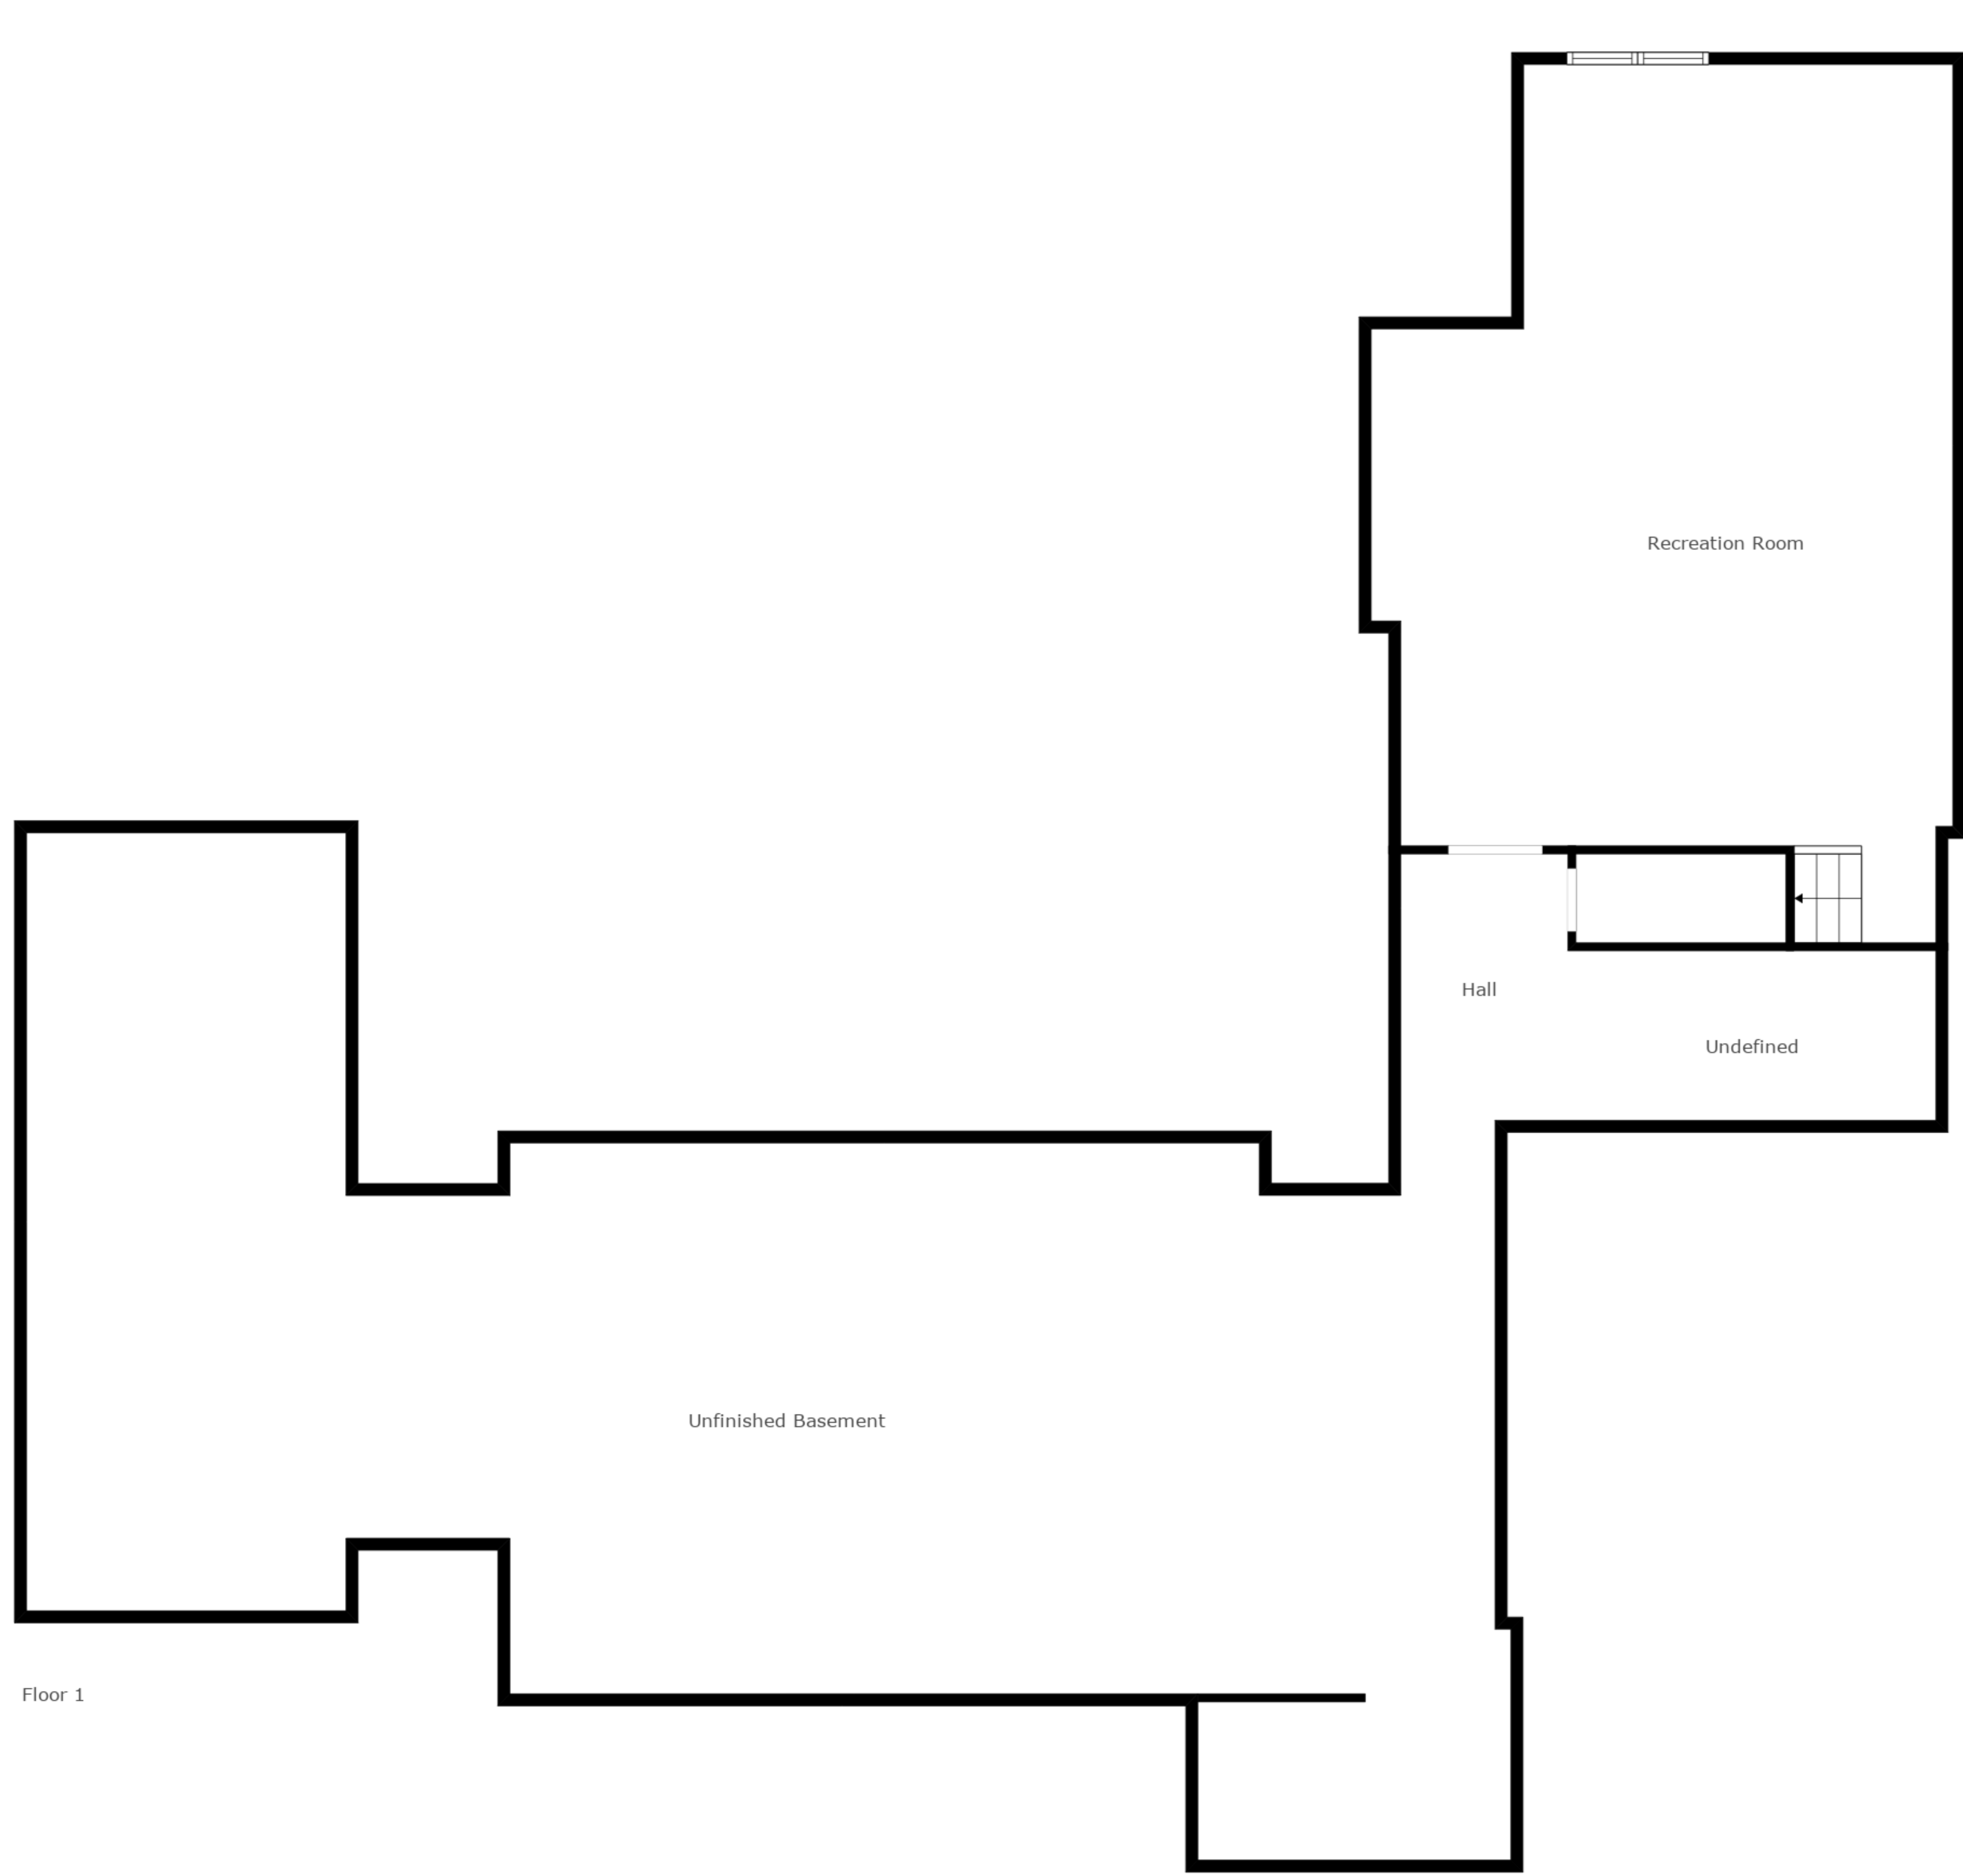 Recreation Room
Hall
Undefined
Unfinished Basement
Floor 1